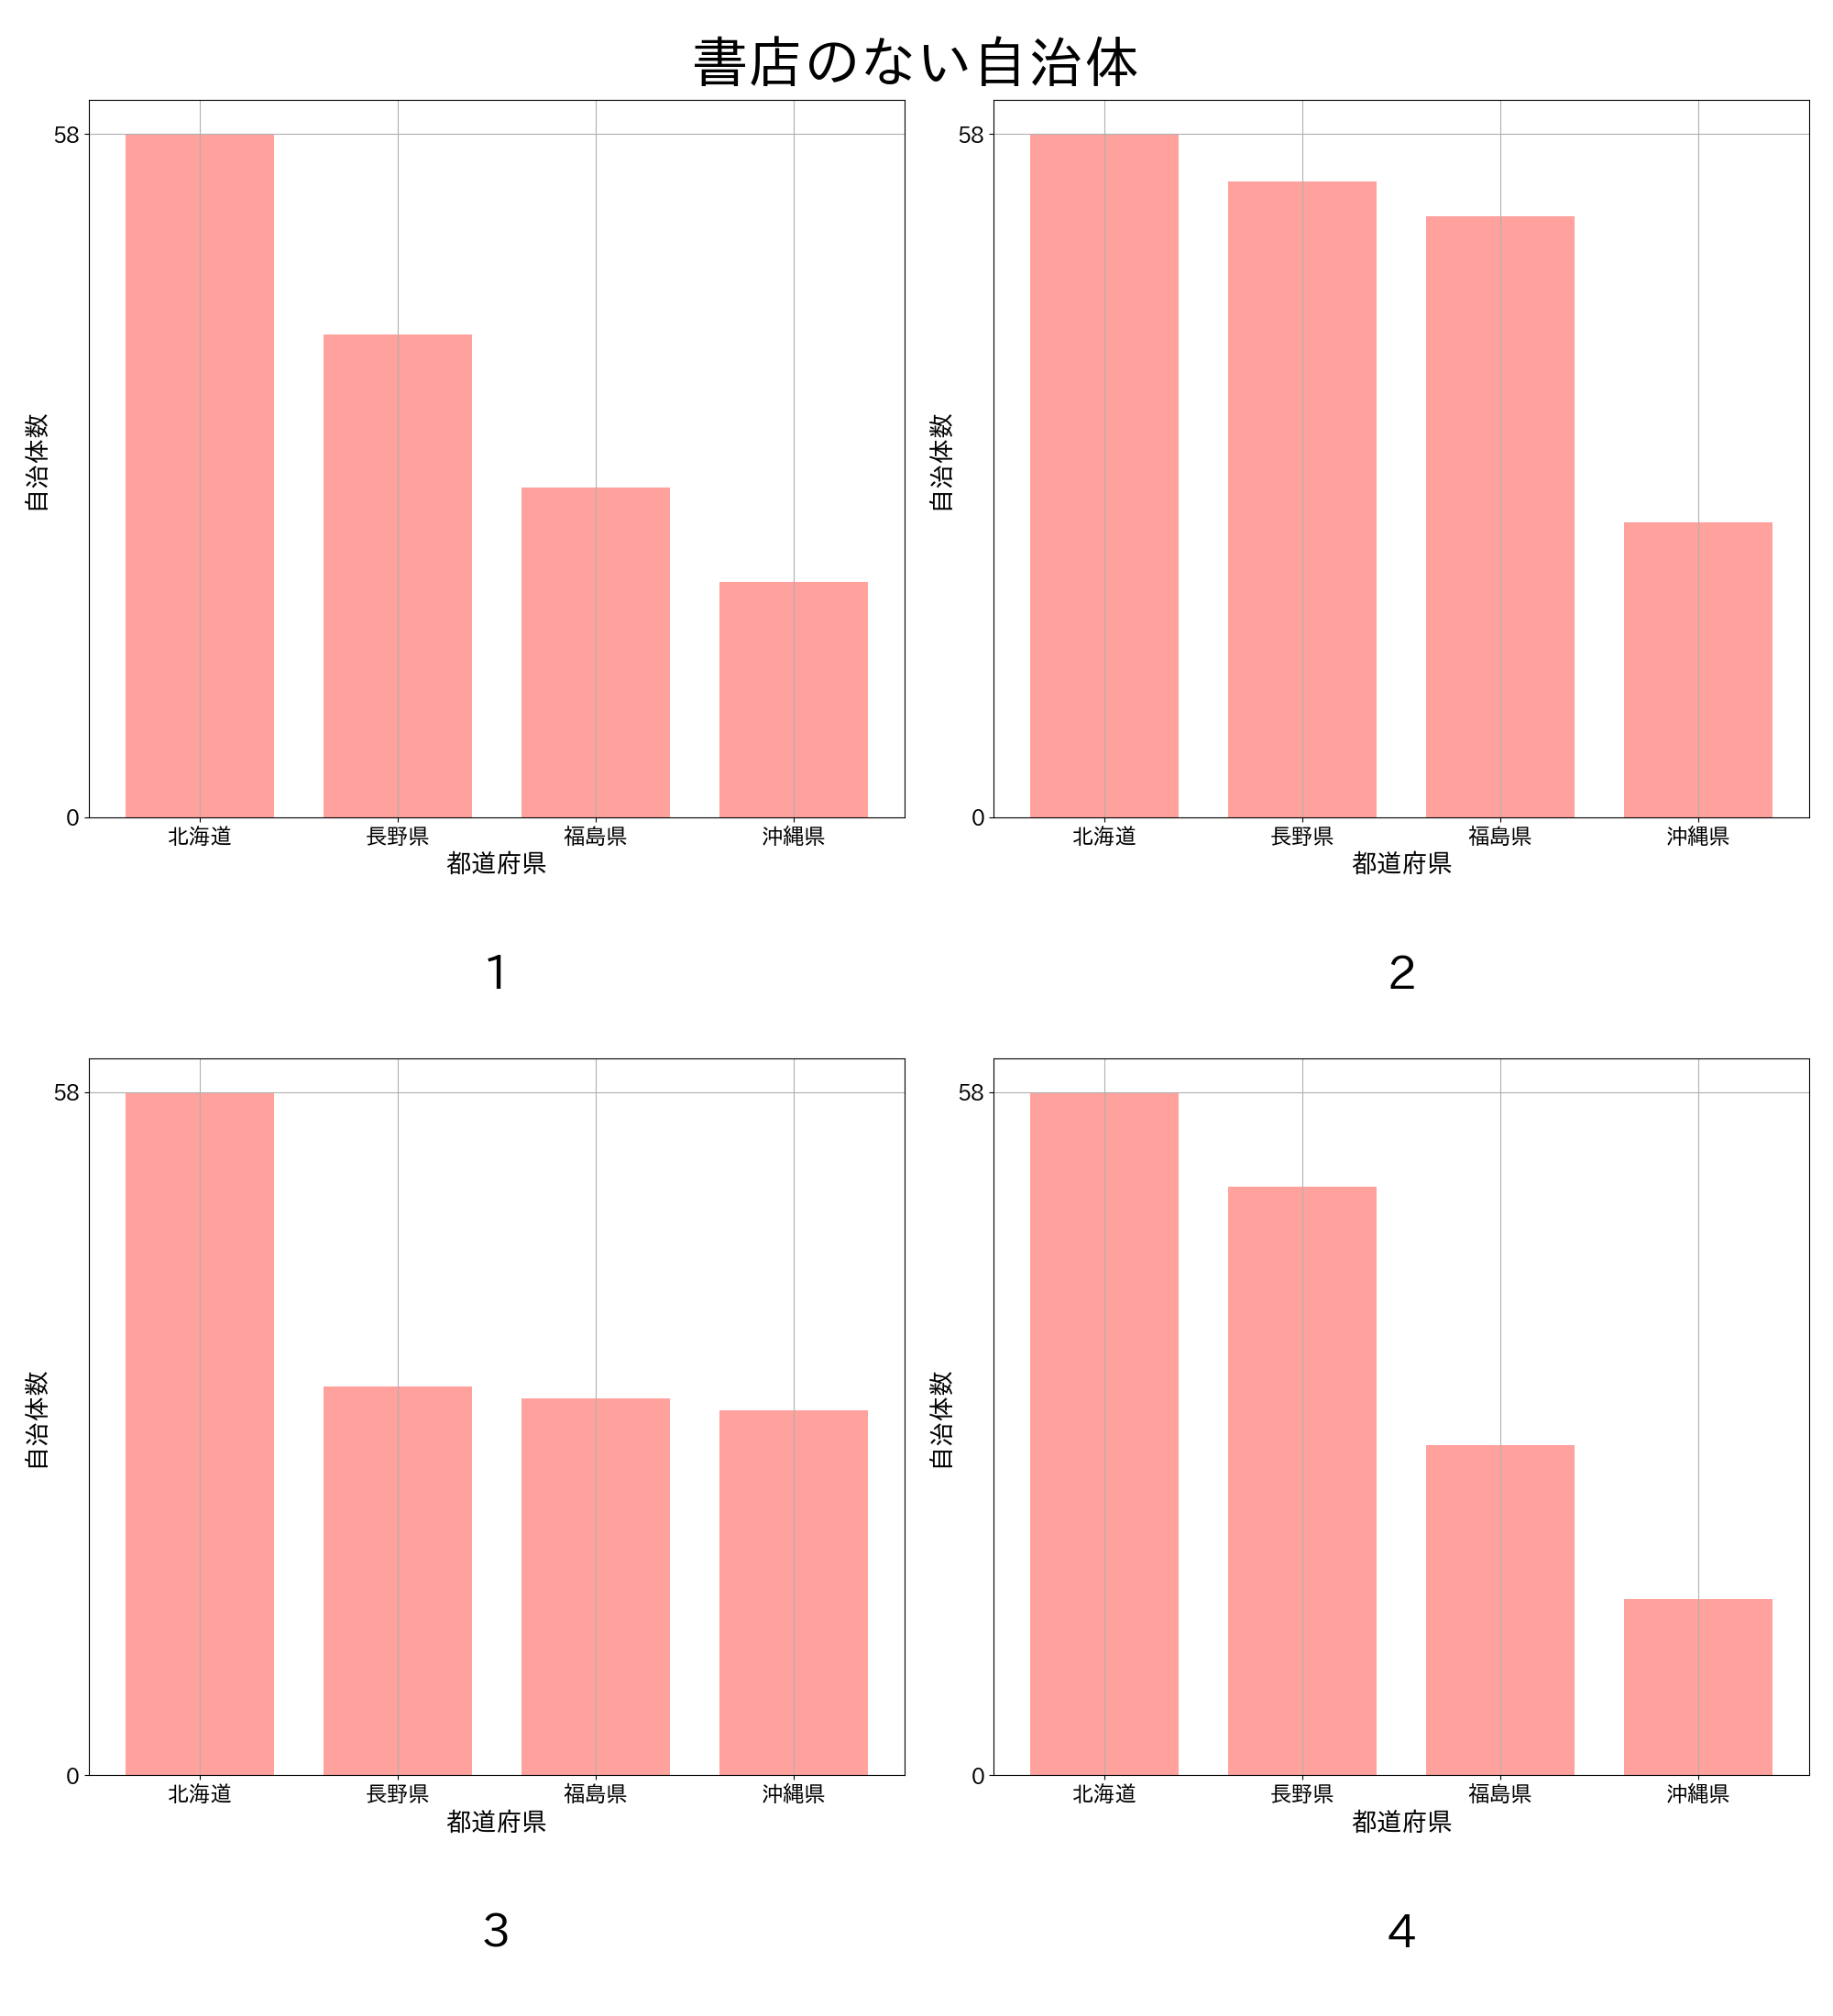 書店のない自治体
58
0
自治体数
北海道 長野県 福島県 沖縄県
都道府県
1
58
0
自治体数
北海道 長野県 福島県 沖縄県
都道府県
2
58
0
自治体数
北海道 長野県 福島県 沖縄県
都道府県
3
58
0
自治体数
北海道 長野県 福島県 沖縄県
都道府県
4